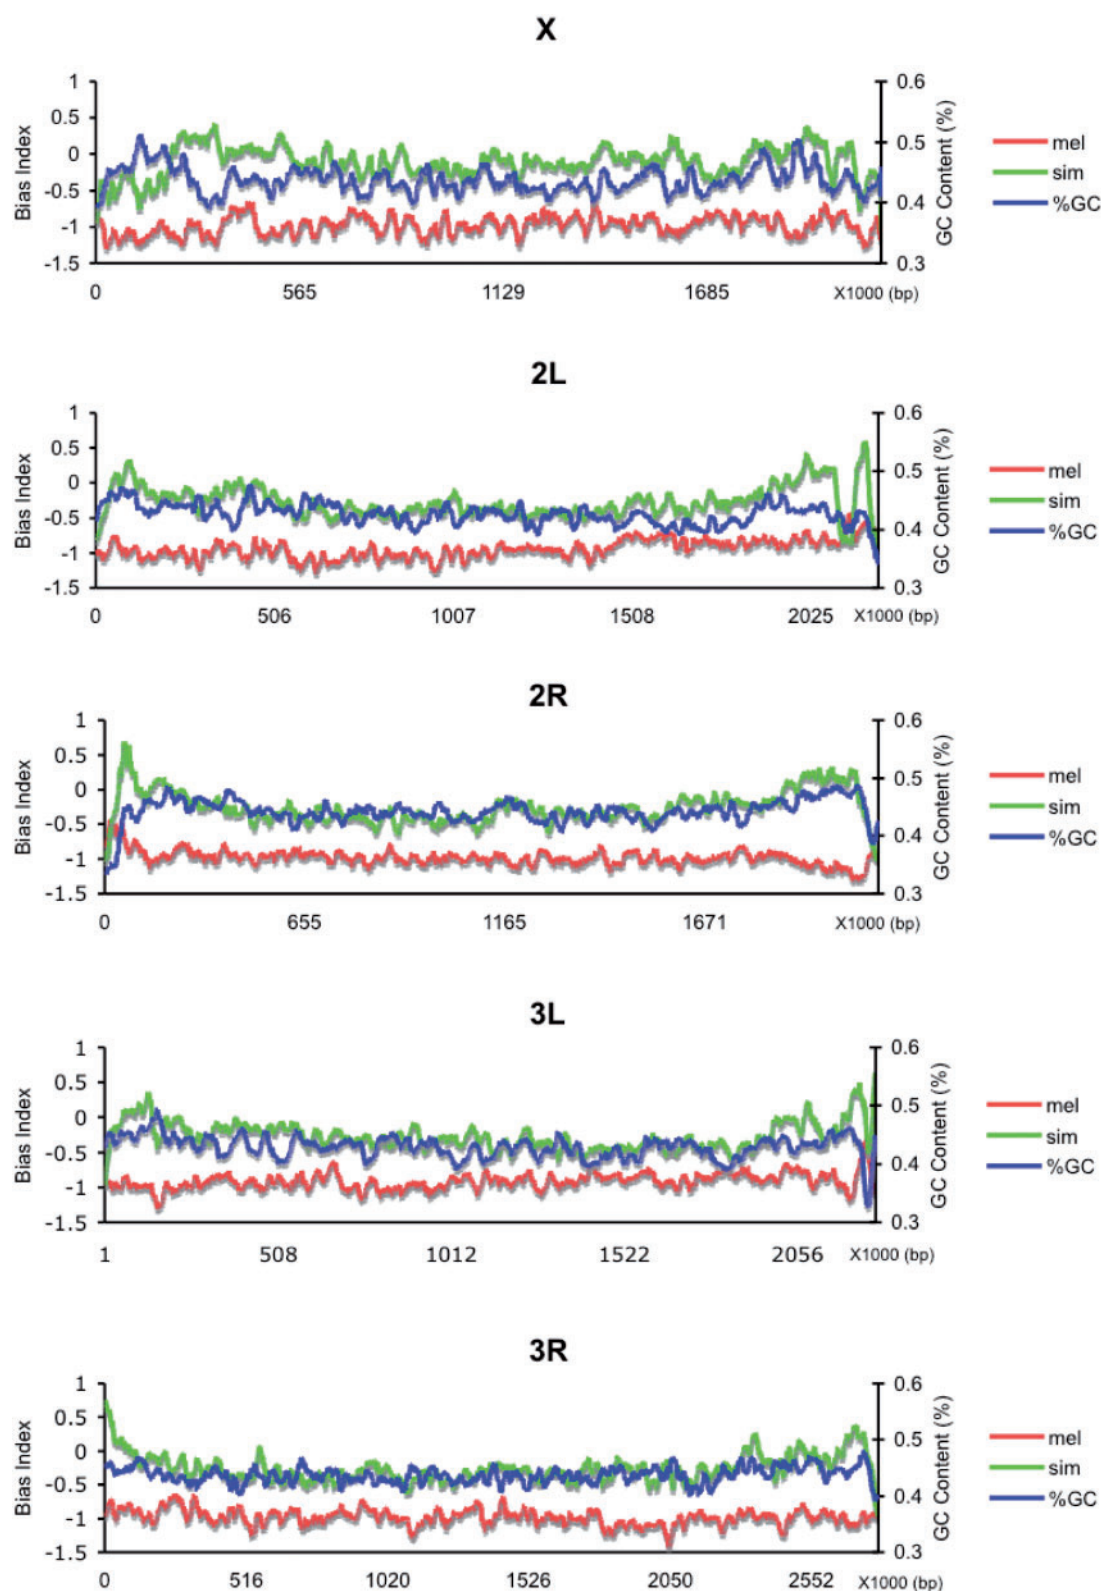 X
1
0.5
0
-0.5
-1
-1.5
Bias Index
0.6
0.5
0.4
0.3
GC Content (%)
mel
sim
%GC
0 565 1129 1685 X1000 (bp)
2L
1
0.5
0
-0.5
-1
-1.5
Bias Index
0.6
0.5
0.4
0.3
GC Content (%)
mel
sim
%GC
0 506 1007 1508 2025 X1000 (bp)
2R
1
0.5
0
-0.5
-1
-1.5
Bias Index
0.6
0.5
0.4
0.3
GC Content (%)
mel
sim
%GC
0 655 1165 1671 X1000 (bp)
3L
1
0.5
0
-0.5
-1
-1.5
Bias Index
0.6
0.5
0.4
0.3
GC Content (%)
mel
sim
%GC
1 508 1012 1522 2056 X1000 (bp)
3R
1
0.5
0
-0.5
-1
-1.5
Bias Index
0.6
0.5
0.4
0.3
GC Content (%)
mel
sim
%GC
0 516 1020 1526 2050 2552 X1000 (bp)